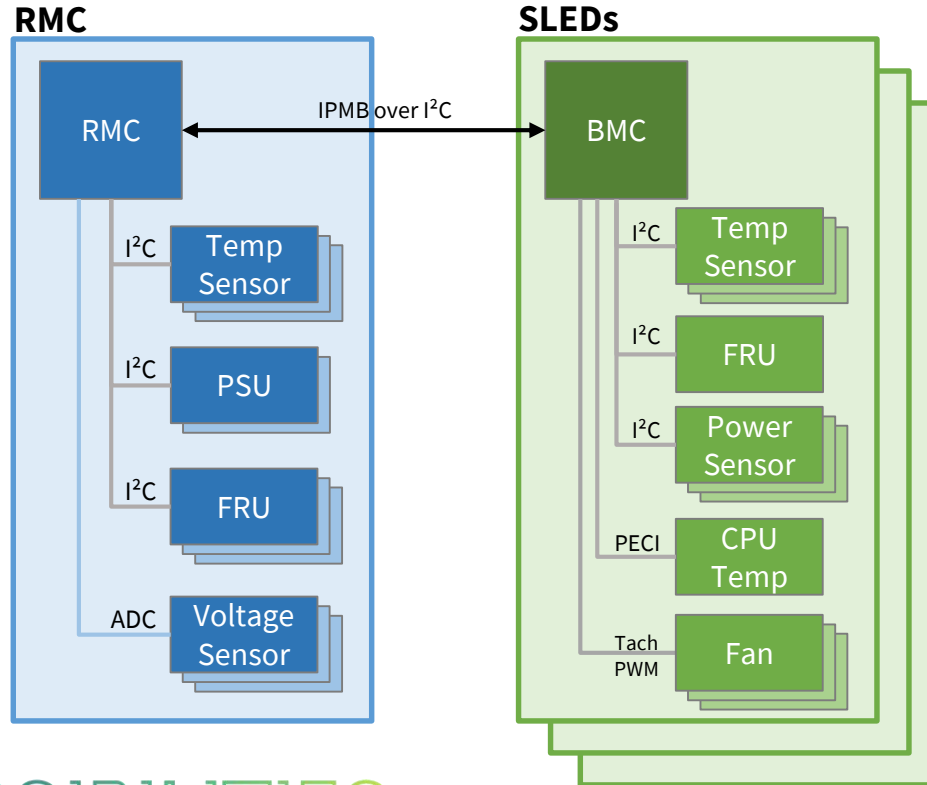 RMC
SLEDs
RMC
IPMB over I²C
BMC
I²C
Temp
Sensor
I²C
PSU
I²C
FRU
ADC
Voltage
Sensor
I²C
Temp
Sensor
I²C
FRU
I²C
Power
Sensor
PECI
CPU
Temp
Tach
PWM
Fan